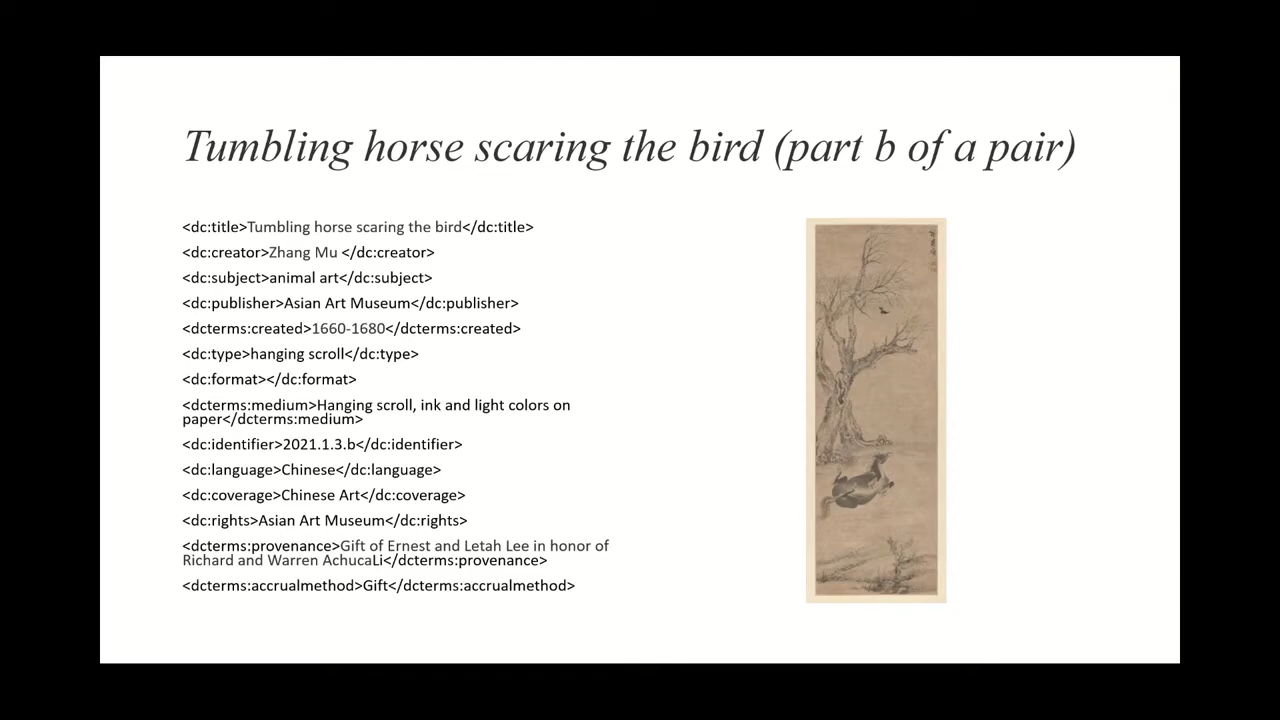 Tumbling horse scaring the bird (part b of a pair)
<dc:title>Tumbling horse scaring the bird</dc:title>
<dc:creator>Zhang Mu </dc:creator>
<dc:subject>animal art</dc:subject>
<dc:publisher>Asian Art Museum</dc:publisher>
<dcterms:created>1660-1680</dcterms:created>
<dc:type>hanging scroll</dc:type>
<dc:format></dc:format>
<dcterms:medium>Hanging scroll, ink and light colors on
paper</dcterms:medium>
<dc:identifier>2021.1.3.b</dc:identifier>
<dc:language>Chinese</dc:language>
<dc:coverage>Chinese Art</dc:coverage>
<dc:rights>Asian Art Museum</dc:rights>
<dcterms:provenance>Gift of Ernest and Letah Lee in honor of
Richard and Warren AchucaLi</dcterms:provenance>
<dcterms:accrualmethod>Gift</dcterms:accrualmethod>